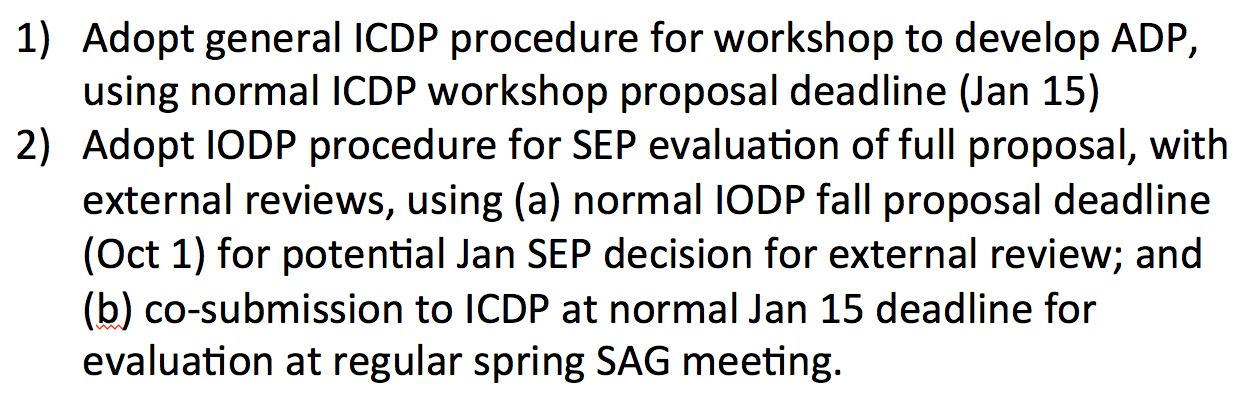 1) Adopt general ICDP procedure for workshop to develop ADP,
using normal ICDP workshop proposal deadline (Jan 15)
2) Adopt IODP procedure for SEP evaluation of full proposal, with
external reviews, using (a) normal IODP fall proposal deadline
(Oct 1) for potential Jan SEP decision for external review; and
(b) co-submission to ICDP at normal Jan 15 deadline for
evaluation at regular spring SAG meeting.